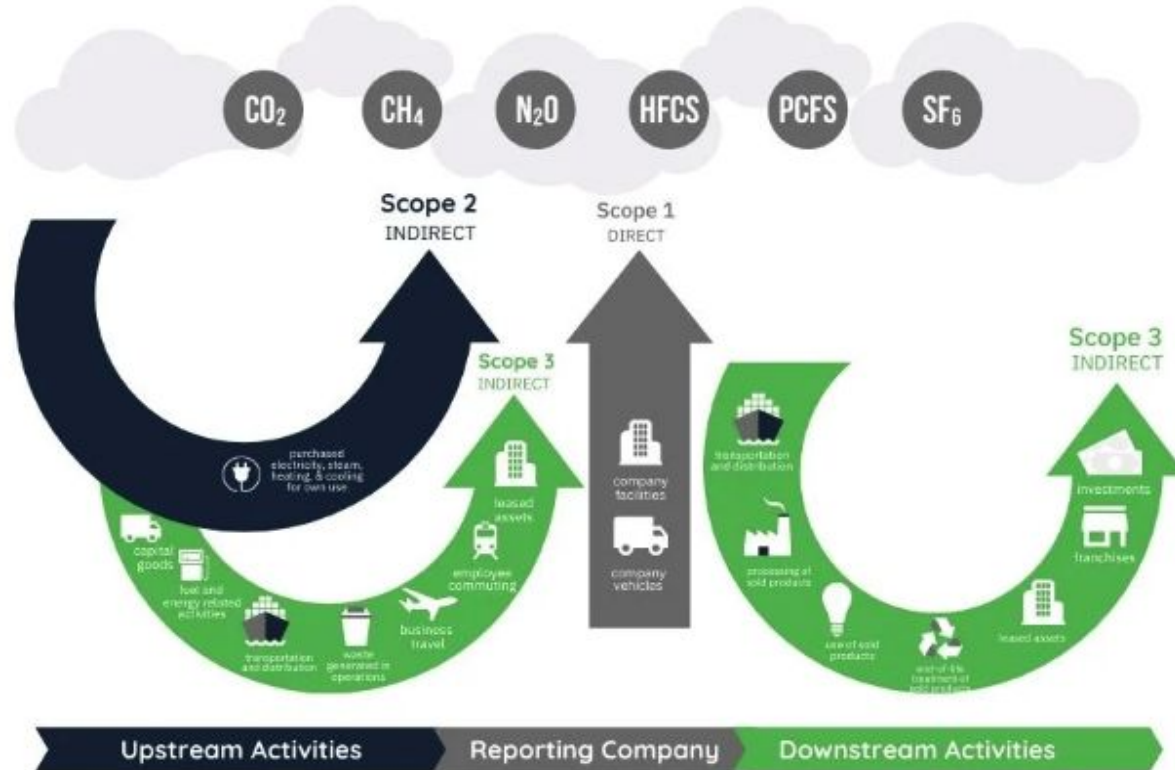 CO₂
CH₄
N₂O
HFCS
PCFS
SF₆
Scope 2
INDIRECT
Scope 1
DIRECT
Scope 3
INDIRECT
Scope 3
INDIRECT
purchased
electricity, steam,
heating, & cooling
for own use
capital
goods
fuel and
energy related
activities
transportation
and distribution
waste
generated in
operations
business
travel
employee
commuting
leased
assets
company
facilities
company
vehicles
transportation
and distribution
processing of
sold products
use of sold
products
end-of-life
treatment of
sold products
leased assets
franchises
investments
Upstream Activities
Reporting Company
Downstream Activities